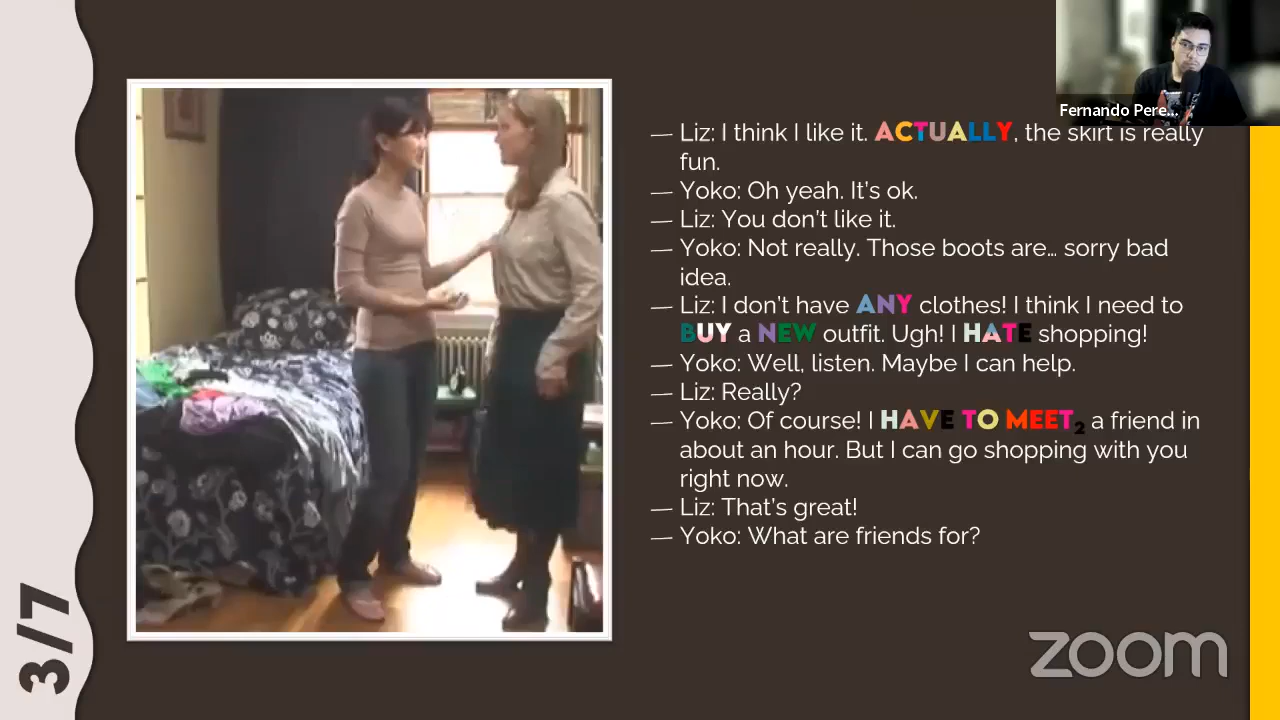 Fernando Pere...
— Liz: I think I like it. ACTUALLY, the skirt is really
fun.
— Yoko: Oh yeah. It’s ok.
— Liz: You don’t like it.
— Yoko: Not really. Those boots are… sorry bad
idea.
— Liz: I don’t have ANY clothes! I think I need to
BUY a NEW outfit. Ugh! I HATE shopping!
— Yoko: Well, listen. Maybe I can help.
— Liz: Really?
— Yoko: Of course! I HAVE TO MEET₂ a friend in
about an hour. But I can go shopping with you
right now.
— Liz: That’s great!
— Yoko: What are friends for?
3/7
zoom